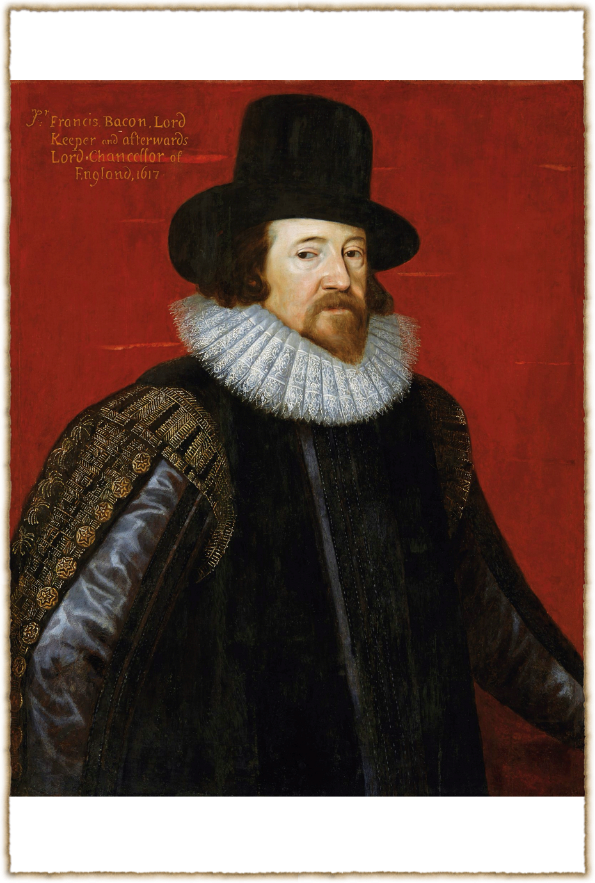 Sr. Francis. Bacon. Lord
Keeper and afterwards
Lord.Chancellor of
England, 1617